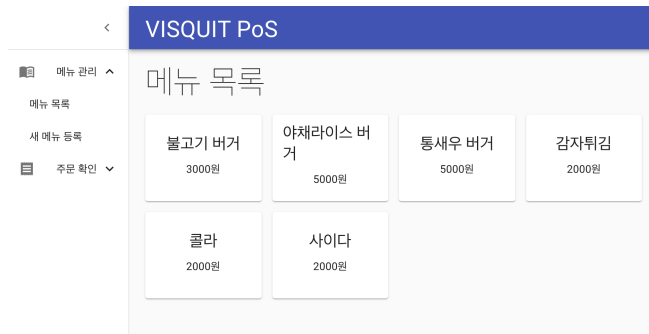 VISQUIT PoS
메뉴 관리
메뉴 목록
새 메뉴 등록
주문 확인
메뉴 목록
불고기 버거
3000원
야채라이스 버
거
5000원
통새우 버거
5000원
감자튀김
2000원
콜라
2000원
사이다
2000원